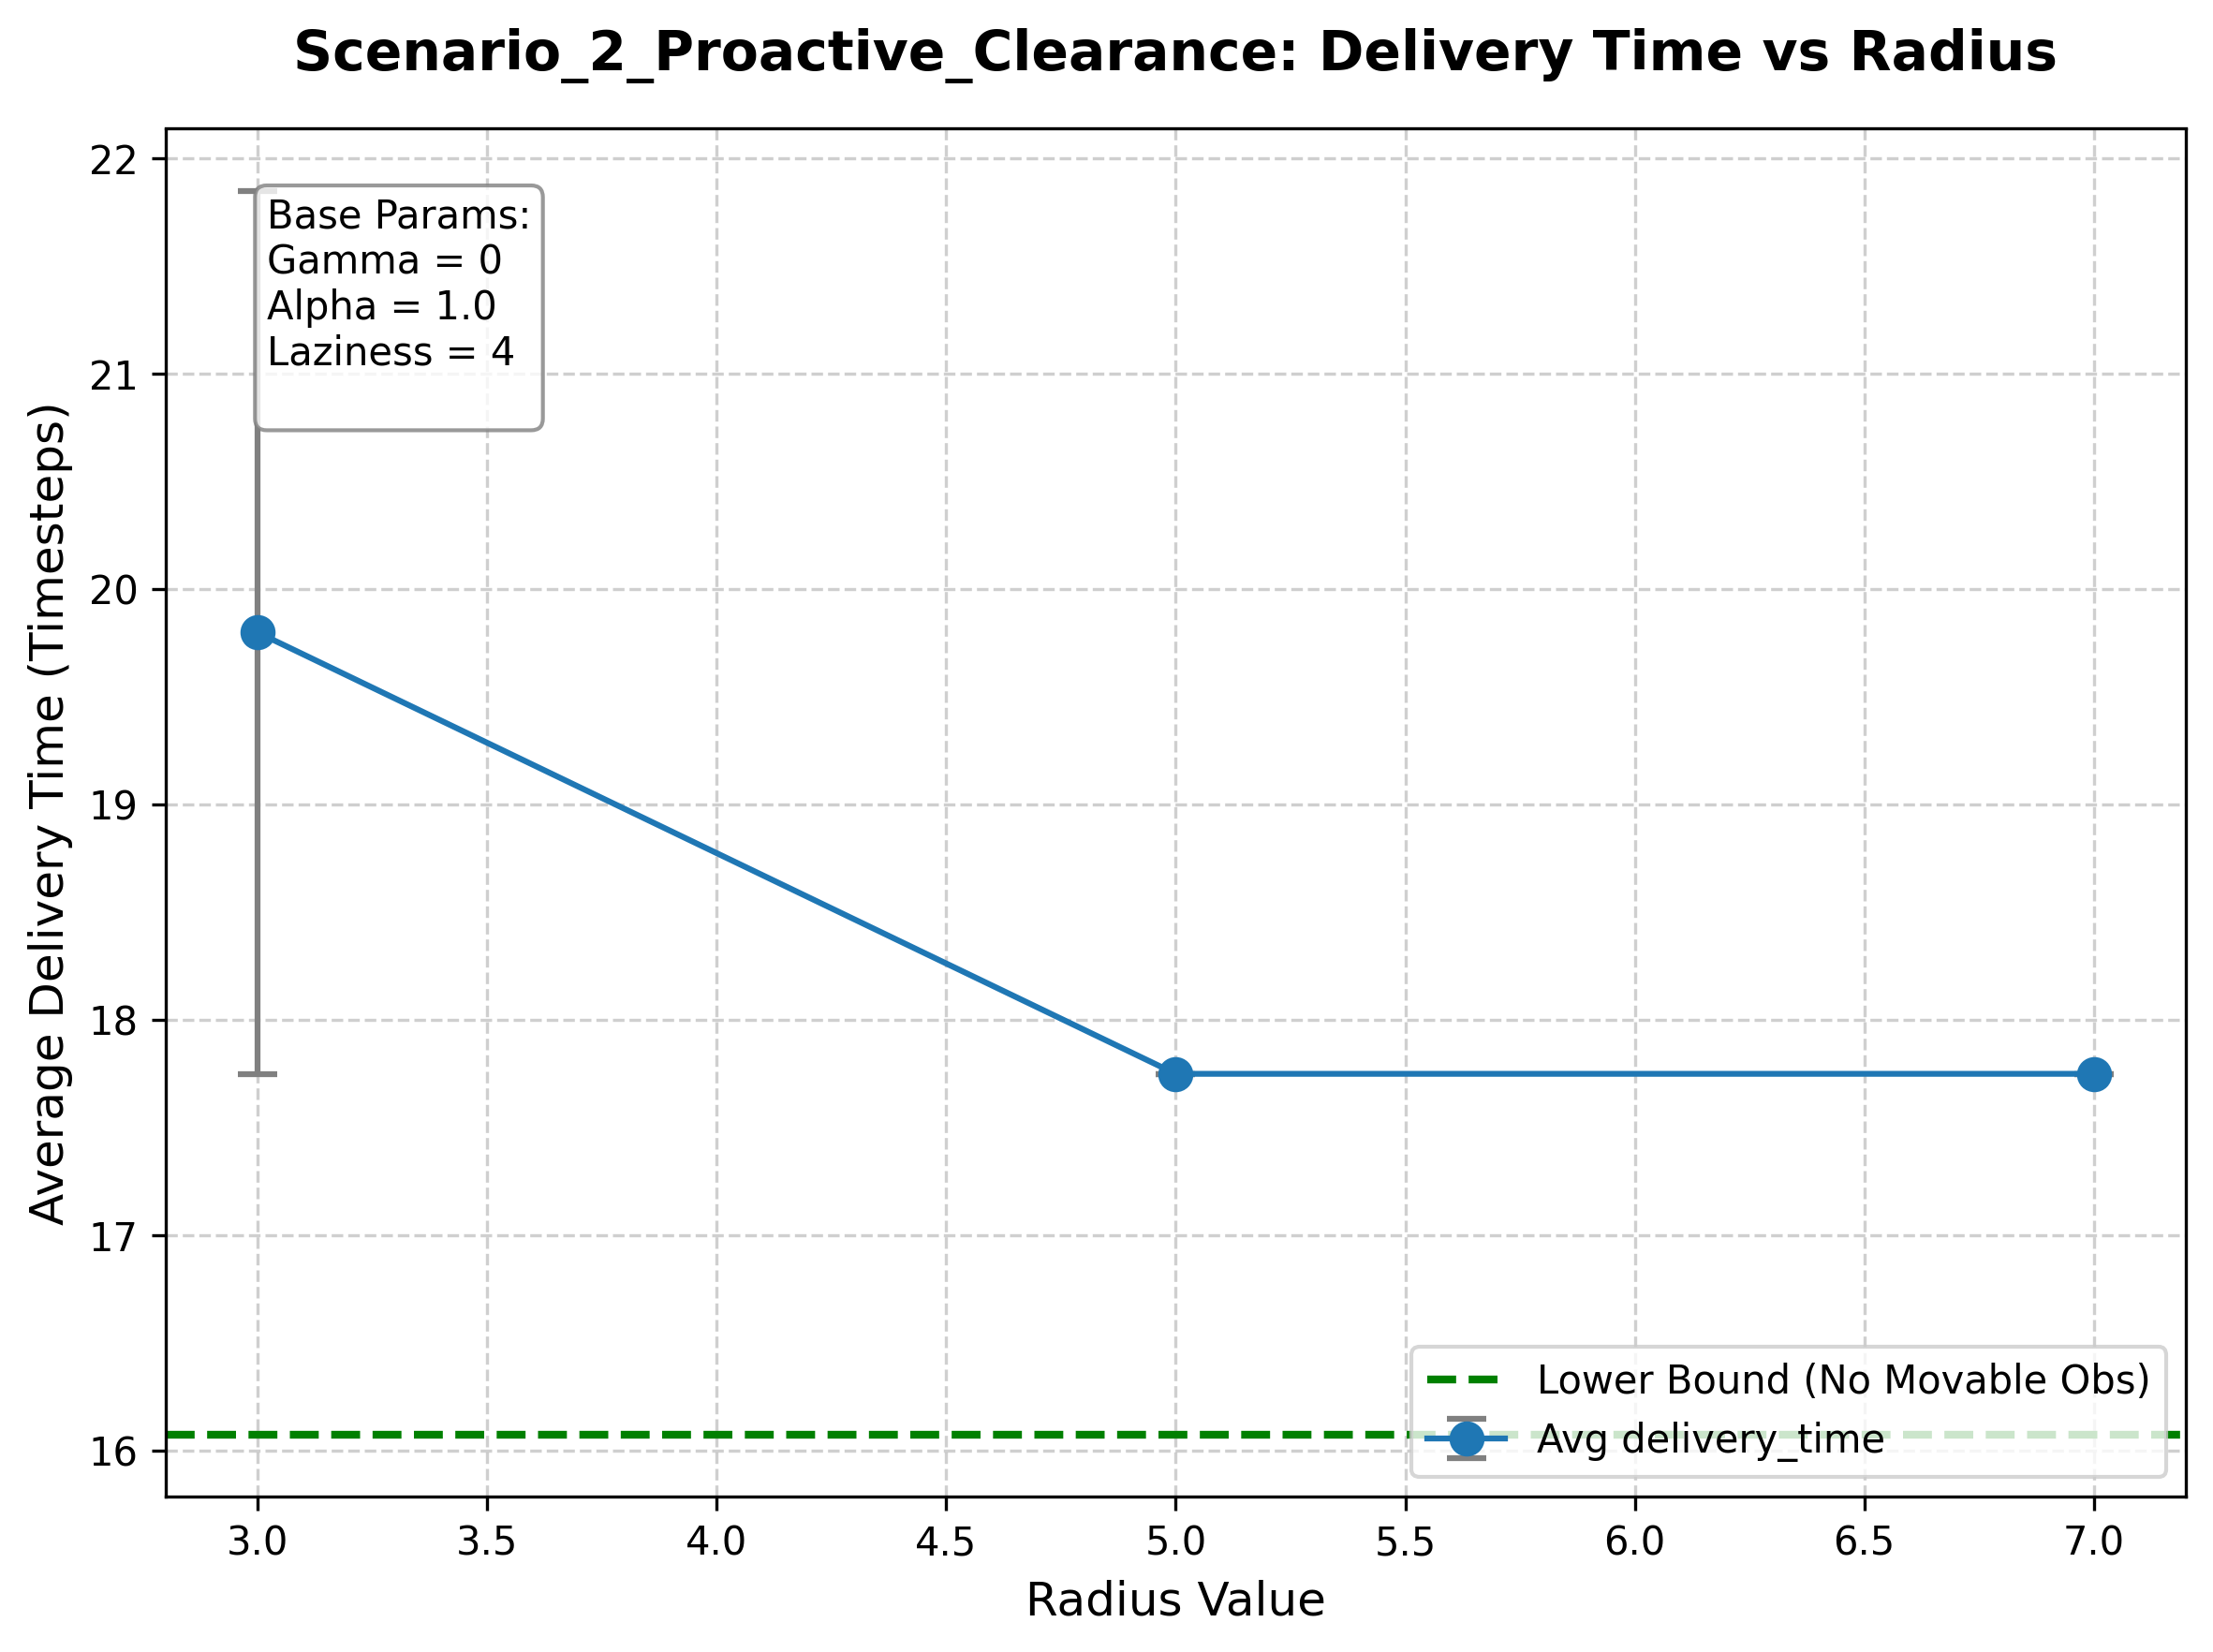 Scenario_2_Proactive_Clearance: Delivery Time vs Radius
Average Delivery Time (Timesteps)
22
21
20
19
18
17
16
Base Params:
Gamma = 0
Alpha = 1.0
Laziness = 4
Lower Bound (No Movable Obs)
Avg delivery_time
3.0 3.5 4.0 4.5 5.0 5.5 6.0 6.5 7.0
Radius Value